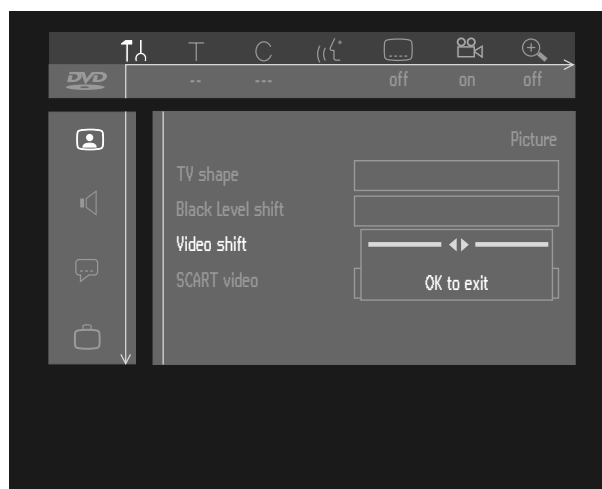 T C
DVD -- --- off on off
Picture
TV shape
Black Level shift
Video shift
SCART video
OK to exit